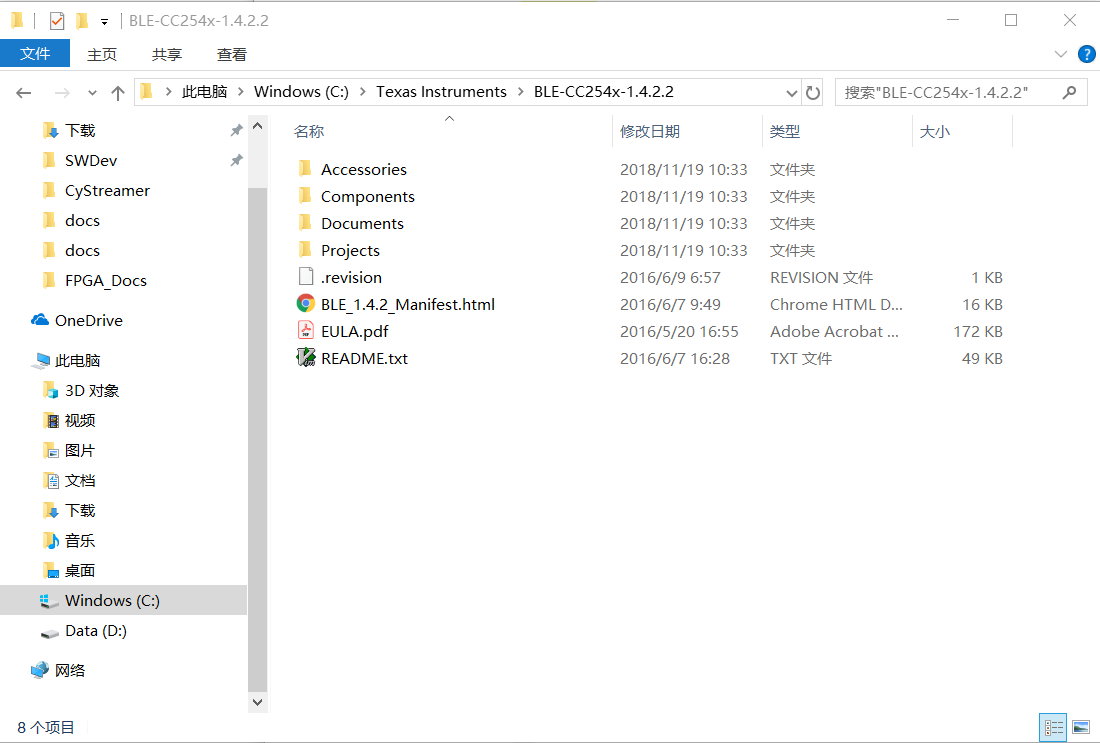 BLE-CC254x-1.4.2.2
文件 主页 共享 查看
此电脑 Windows (C:) Texas Instruments BLE-CC254x-1.4.2.2 搜索"BLE-CC254x-1.4.2.2"
下载
SWDev
CyStreamer
docs
docs
FPGA_Docs
OneDrive
此电脑
3D 对象
视频
图片
文档
下载
音乐
桌面
Windows (C:)
Data (D:)
网络
名称 修改日期 类型 大小
Accessories 2018/11/19 10:33 文件夹
Components 2018/11/19 10:33 文件夹
Documents 2018/11/19 10:33 文件夹
Projects 2018/11/19 10:33 文件夹
.revision 2016/6/9 6:57 REVISION 文件 1 KB
BLE_1.4.2_Manifest.html 2016/6/7 9:49 Chrome HTML D... 16 KB
EULA.pdf 2016/5/20 16:55 Adobe Acrobat ... 172 KB
README.txt 2016/6/7 16:28 TXT 文件 49 KB
8 个项目